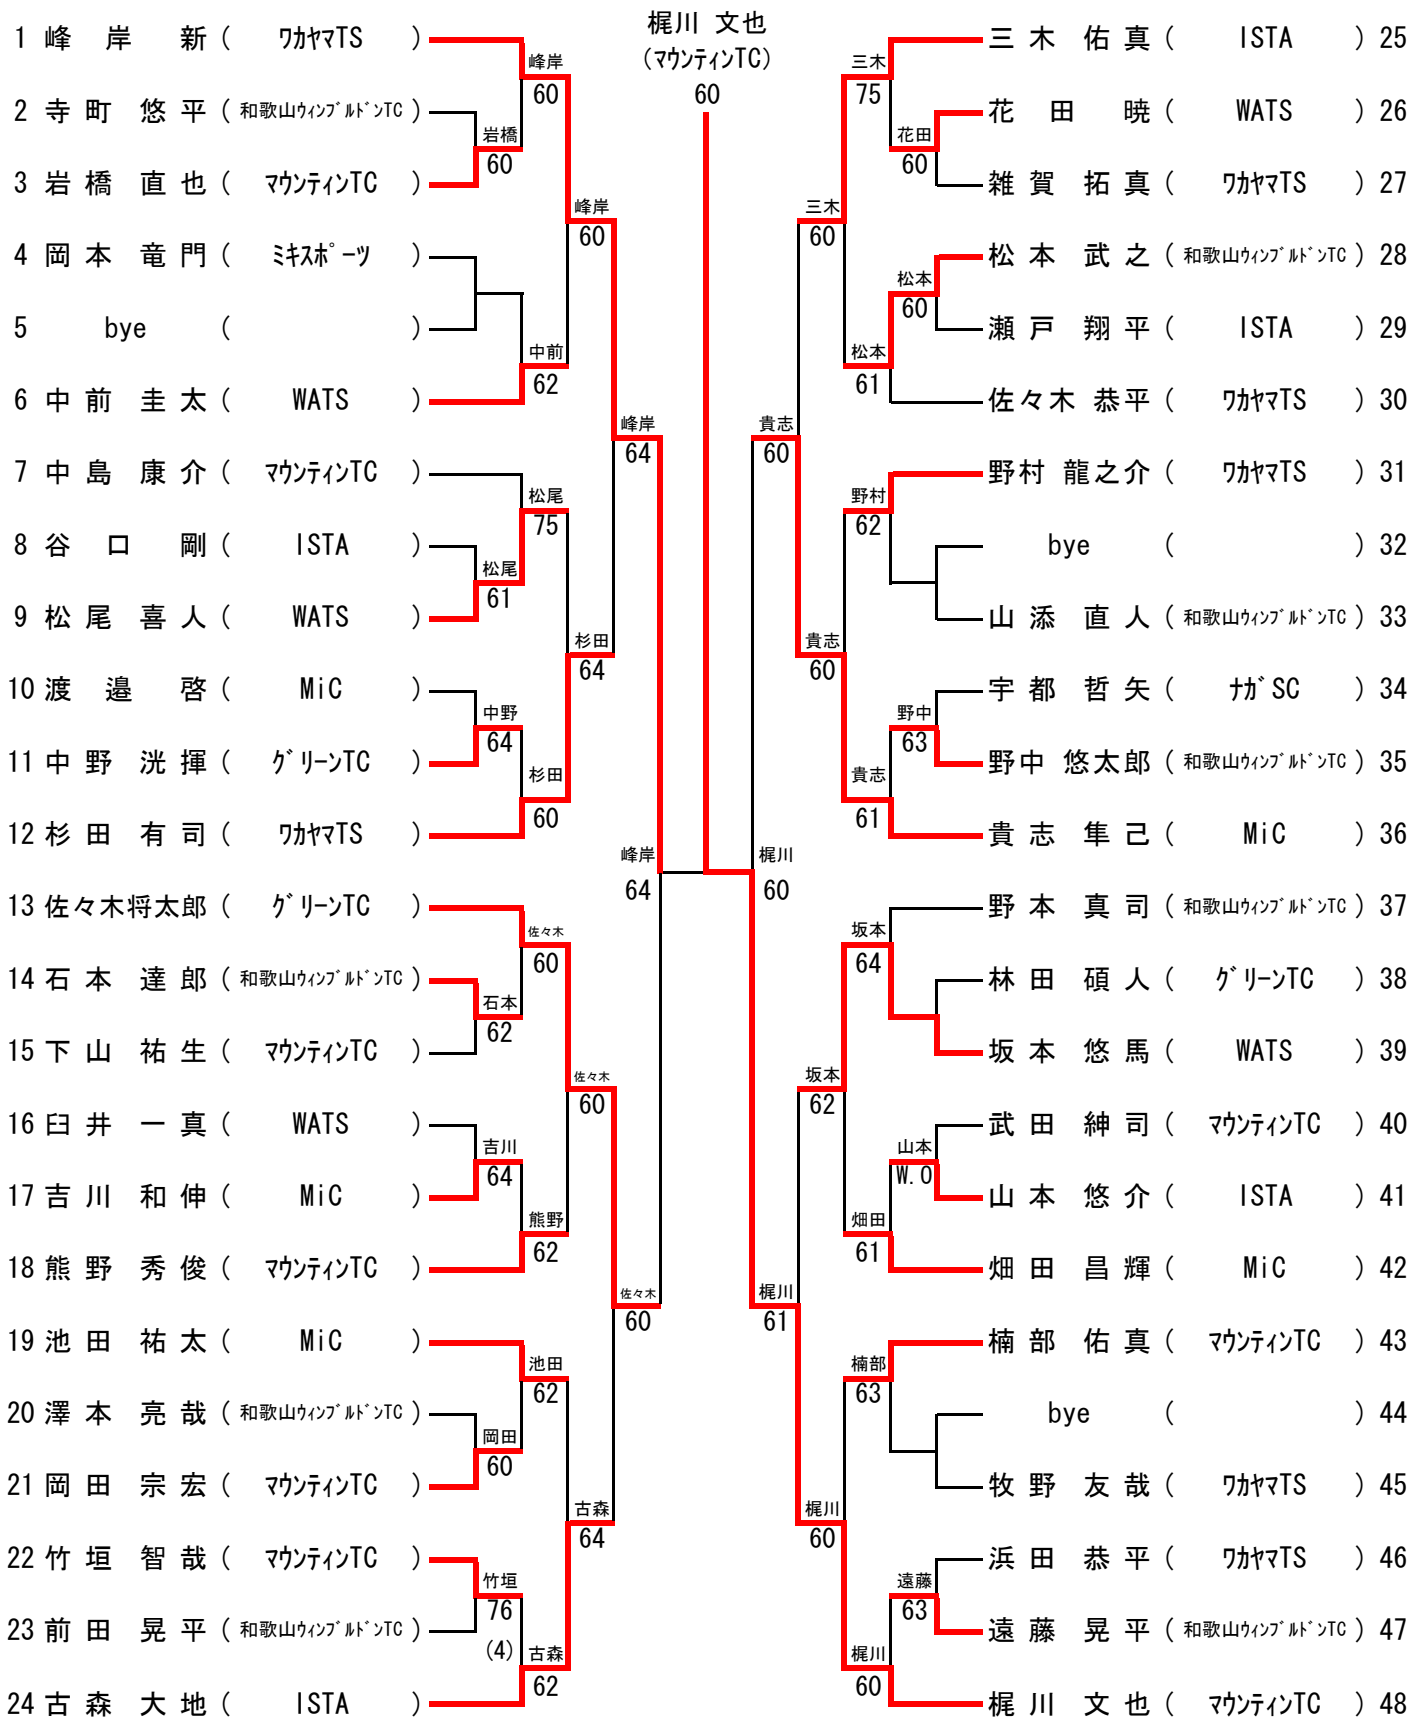 梶川 文也
(マウンティンTC)
60
1 峰岸 新 ( ワカヤマTS )
2 寺町 悠平 ( 和歌山ウィンブルドンTC )
3 岩橋 直也 ( マウンティンTC )
4 岡本 竜門 ( ミキスポーツ )
5 bye ( )
6 中前 圭太 ( WATS )
7 中島 康介 ( マウンティンTC )
8 谷口 剛 ( ISTA )
9 松尾 喜人 ( WATS )
10 渡邉 啓 ( MiC )
11 中野 洸揮 ( グリーンTC )
12 杉田 有司 ( ワカヤマTS )
13 佐々木将太郎 ( グリーンTC )
14 石本 達郎 ( 和歌山ウィンブルドンTC )
15 下山 祐生 ( マウンティンTC )
16 臼井 一真 ( WATS )
17 吉川 和伸 ( MiC )
18 熊野 秀俊 ( マウンティンTC )
19 池田 祐太 ( MiC )
20 澤本 亮哉 ( 和歌山ウィンブルドンTC )
21 岡田 宗宏 ( マウンティンTC )
22 竹垣 智哉 ( マウンティンTC )
23 前田 晃平 ( 和歌山ウィンブルドンTC )
24 古森 大地 ( ISTA )
岩橋
60
松尾
61
中野
64
石本
62
吉川
64
岡田
60
竹垣
76
(4)
峰岸
60
中前
62
松尾
75
杉田
60
佐々木
60
熊野
62
池田
62
古森
62
峰岸
60
杉田
64
佐々木
60
古森
64
峰岸
64
佐々木
60
峰岸
64
梶川
60
貴志
60
梶川
61
三木
60
貴志
60
坂本
62
梶川
60
三木
75
松本
61
野村
62
貴志
61
坂本
64
畑田
61
楠部
63
梶川
60
花田
60
松本
60
野中
63
山本
W.O
遠藤
63
三木 佑真 ( ISTA ) 25
花田 暁 ( WATS ) 26
雑賀 拓真 ( ワカヤマTS ) 27
松本 武之 ( 和歌山ウィンブルドンTC ) 28
瀬戸 翔平 ( ISTA ) 29
佐々木 恭平 ( ワカヤマTS ) 30
野村 龍之介 ( ワカヤマTS ) 31
bye ( ) 32
山添 直人 ( 和歌山ウィンブルドンTC ) 33
宇都 哲矢 ( ナガSC ) 34
野中 悠太郎 ( 和歌山ウィンブルドンTC ) 35
貴志 隼己 ( MiC ) 36
野本 真司 ( 和歌山ウィンブルドンTC ) 37
林田 碩人 ( グリーンTC ) 38
坂本 悠馬 ( WATS ) 39
武田 紳司 ( マウンティンTC ) 40
山本 悠介 ( ISTA ) 41
畑田 昌輝 ( MiC ) 42
楠部 佑真 ( マウンティンTC ) 43
bye ( ) 44
牧野 友哉 ( ワカヤマTS ) 45
浜田 恭平 ( ワカヤマTS ) 46
遠藤 晃平 ( 和歌山ウィンブルドンTC ) 47
梶川 文也 ( マウンティンTC ) 48